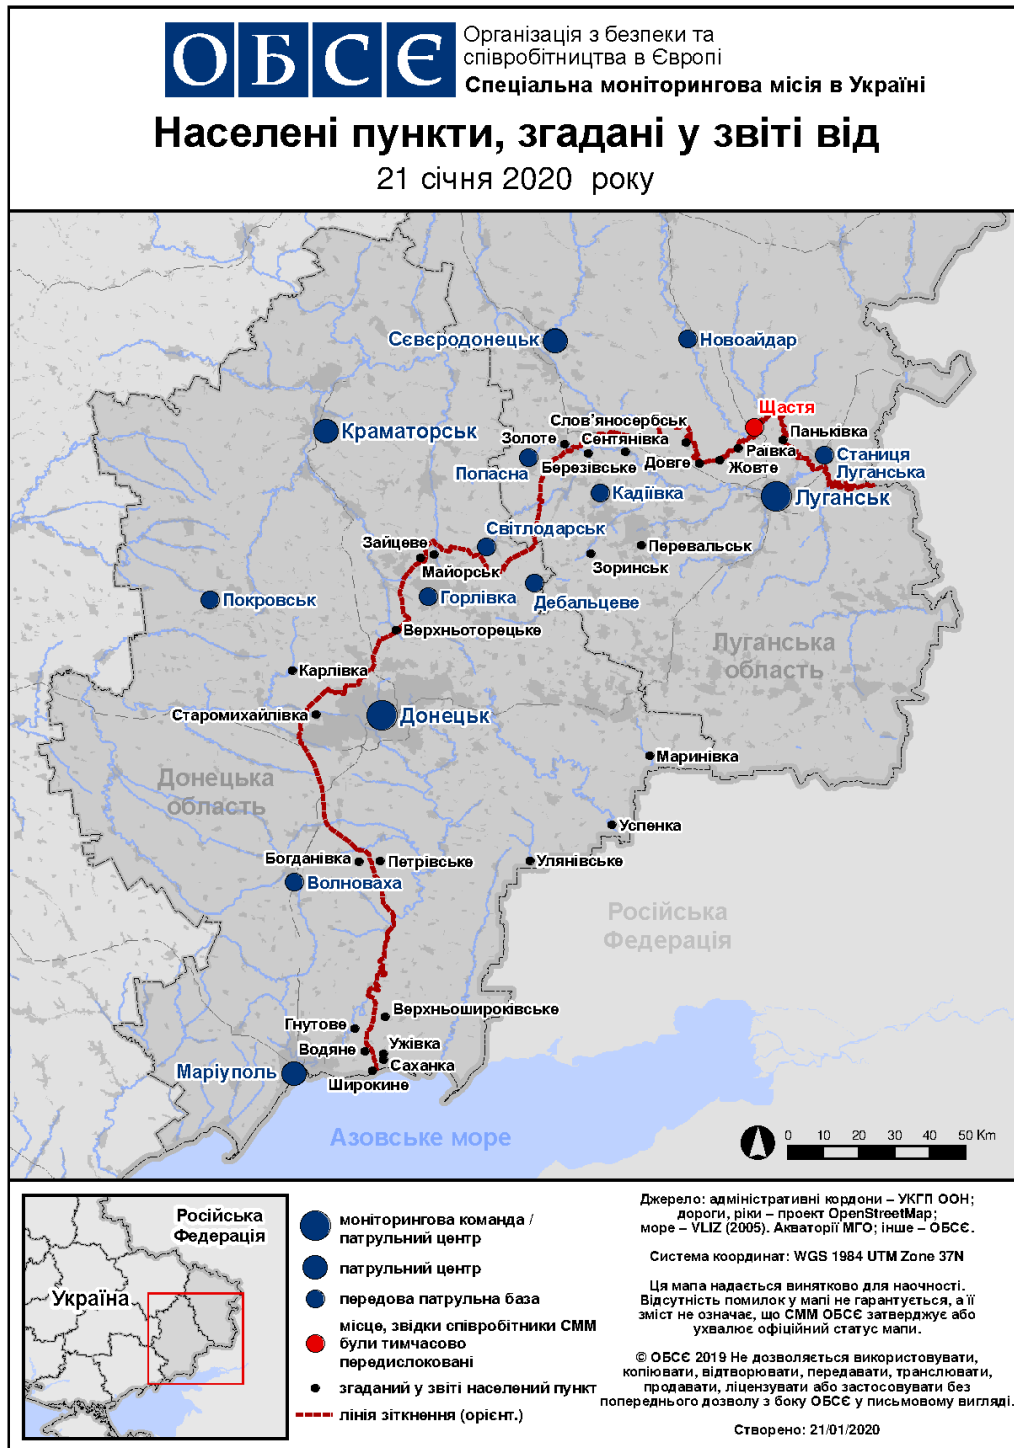 ОБСЄ
Організація з безпеки та
співробітництва в Європі
Спеціальна моніторингова місія в Україні
Населені пункти, згадані у звіті від
21 січня 2020 року
Сєвєродонецьк
Новоайдар
Щастя
Краматорськ
Слов'яносербськ
Паньківка
Золоте
Сентянівка
Раївка
Станиця
Луганська
Попасна
Березівське
Довге
Жовте
Кадіївка
Луганськ
Світлодарськ
Зайцеве
Майорськ
Перевальськ
Зоринськ
Покровськ
Горлівка
Дебальцеве
Верхньоторецьке
Луганська
область
Карлівка
Старомихайлівка
Донецьк
Маринівка
Донецька
область
Успенка
Богданівка
Петрівське
Улянівське
Волноваха
Російська
Федерація
Верхньошироківське
Гнутове
Водяне
Ужівка
Саханка
Маріуполь
Широкине
Азовське море
0 10 20 30 40 50 Km
Російська
Федерація
Україна
моніторингова команда /
патрульний центр
патрульний центр
передова патрульна база
місце, звідки співробітники СММ
були тимчасово
передислоковані
згаданий у звіті населений пункт
лінія зіткнення (орієнт.)
Джерело: адміністративні кордони – УКГП ООН;
дороги, ріки – проект OpenStreetMap;
море – VLIZ (2005). Акваторії МГО; інше – ОБСЄ.
Система координат: WGS 1984 UTM Zone 37N
Ця мапа надається винятково для наочності.
Відсутність помилок у мапі не гарантується, а її
зміст не означає, що СММ ОБСЄ затверджує або
ухвалює офіційний статус мапи.
© ОБСЄ 2019 Не дозволяється використовувати,
копіювати, відтворювати, передавати, транслювати,
продавати, ліцензувати або застосовувати без
попереднього дозволу з боку ОБСЄ у письмовому вигляді.
Створено: 21/01/2020